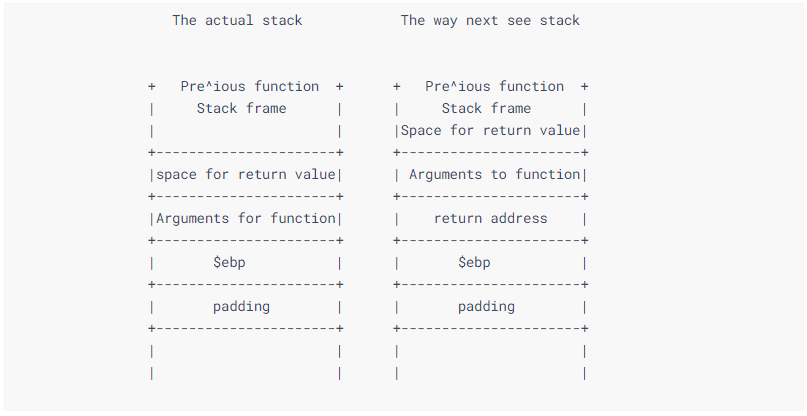 The actual stack            The way next see stack
+   Pre^ious function  +      +   Pre^ious function  +
|     Stack frame      |      |     Stack frame      |
|                      |      |Space for return value|
+----------------------+      +----------------------+
|space for return value|      | Arguments to function|
+----------------------+      +----------------------+
|Arguments for function|      |    return address    |
+----------------------+      +----------------------+
|       $ebp           |      |       $ebp           |
+----------------------+      +----------------------+
|       padding        |      |       padding        |
+----------------------+      +----------------------+
|                      |      |                      |
|                      |      |                      |